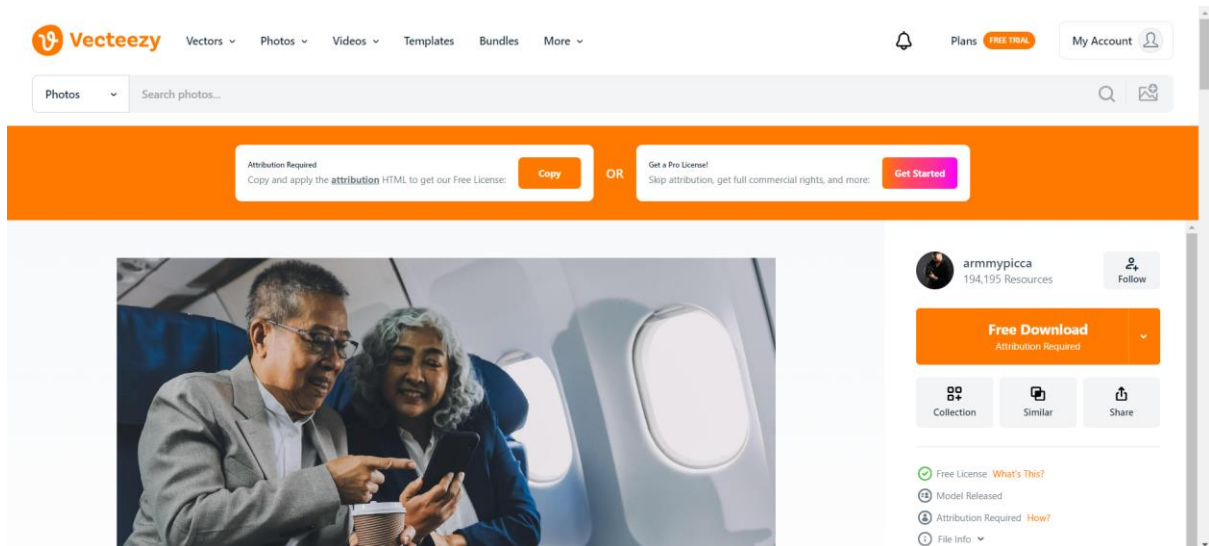 Vecteezy
Vectors Photos Videos Templates Bundles More
Plans FREE TRIAL My Account
Photos Search photos...
Attribution Required
Copy and apply the attribution HTML to get our Free License:
Copy
OR
Get a Pro License!
Skip attribution, get full commercial rights, and more:
Get Started
armmypicca
194,195 Resources
Follow
Free Download
Attribution Required
Collection Similar Share
Free License What's This?
Model Released
Attribution Required How?
File Info